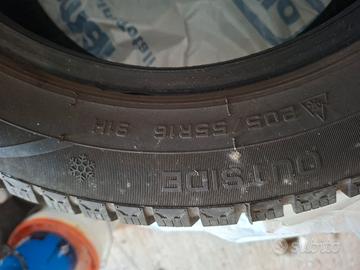 205/55R16 91H
OUTSIDE
subito